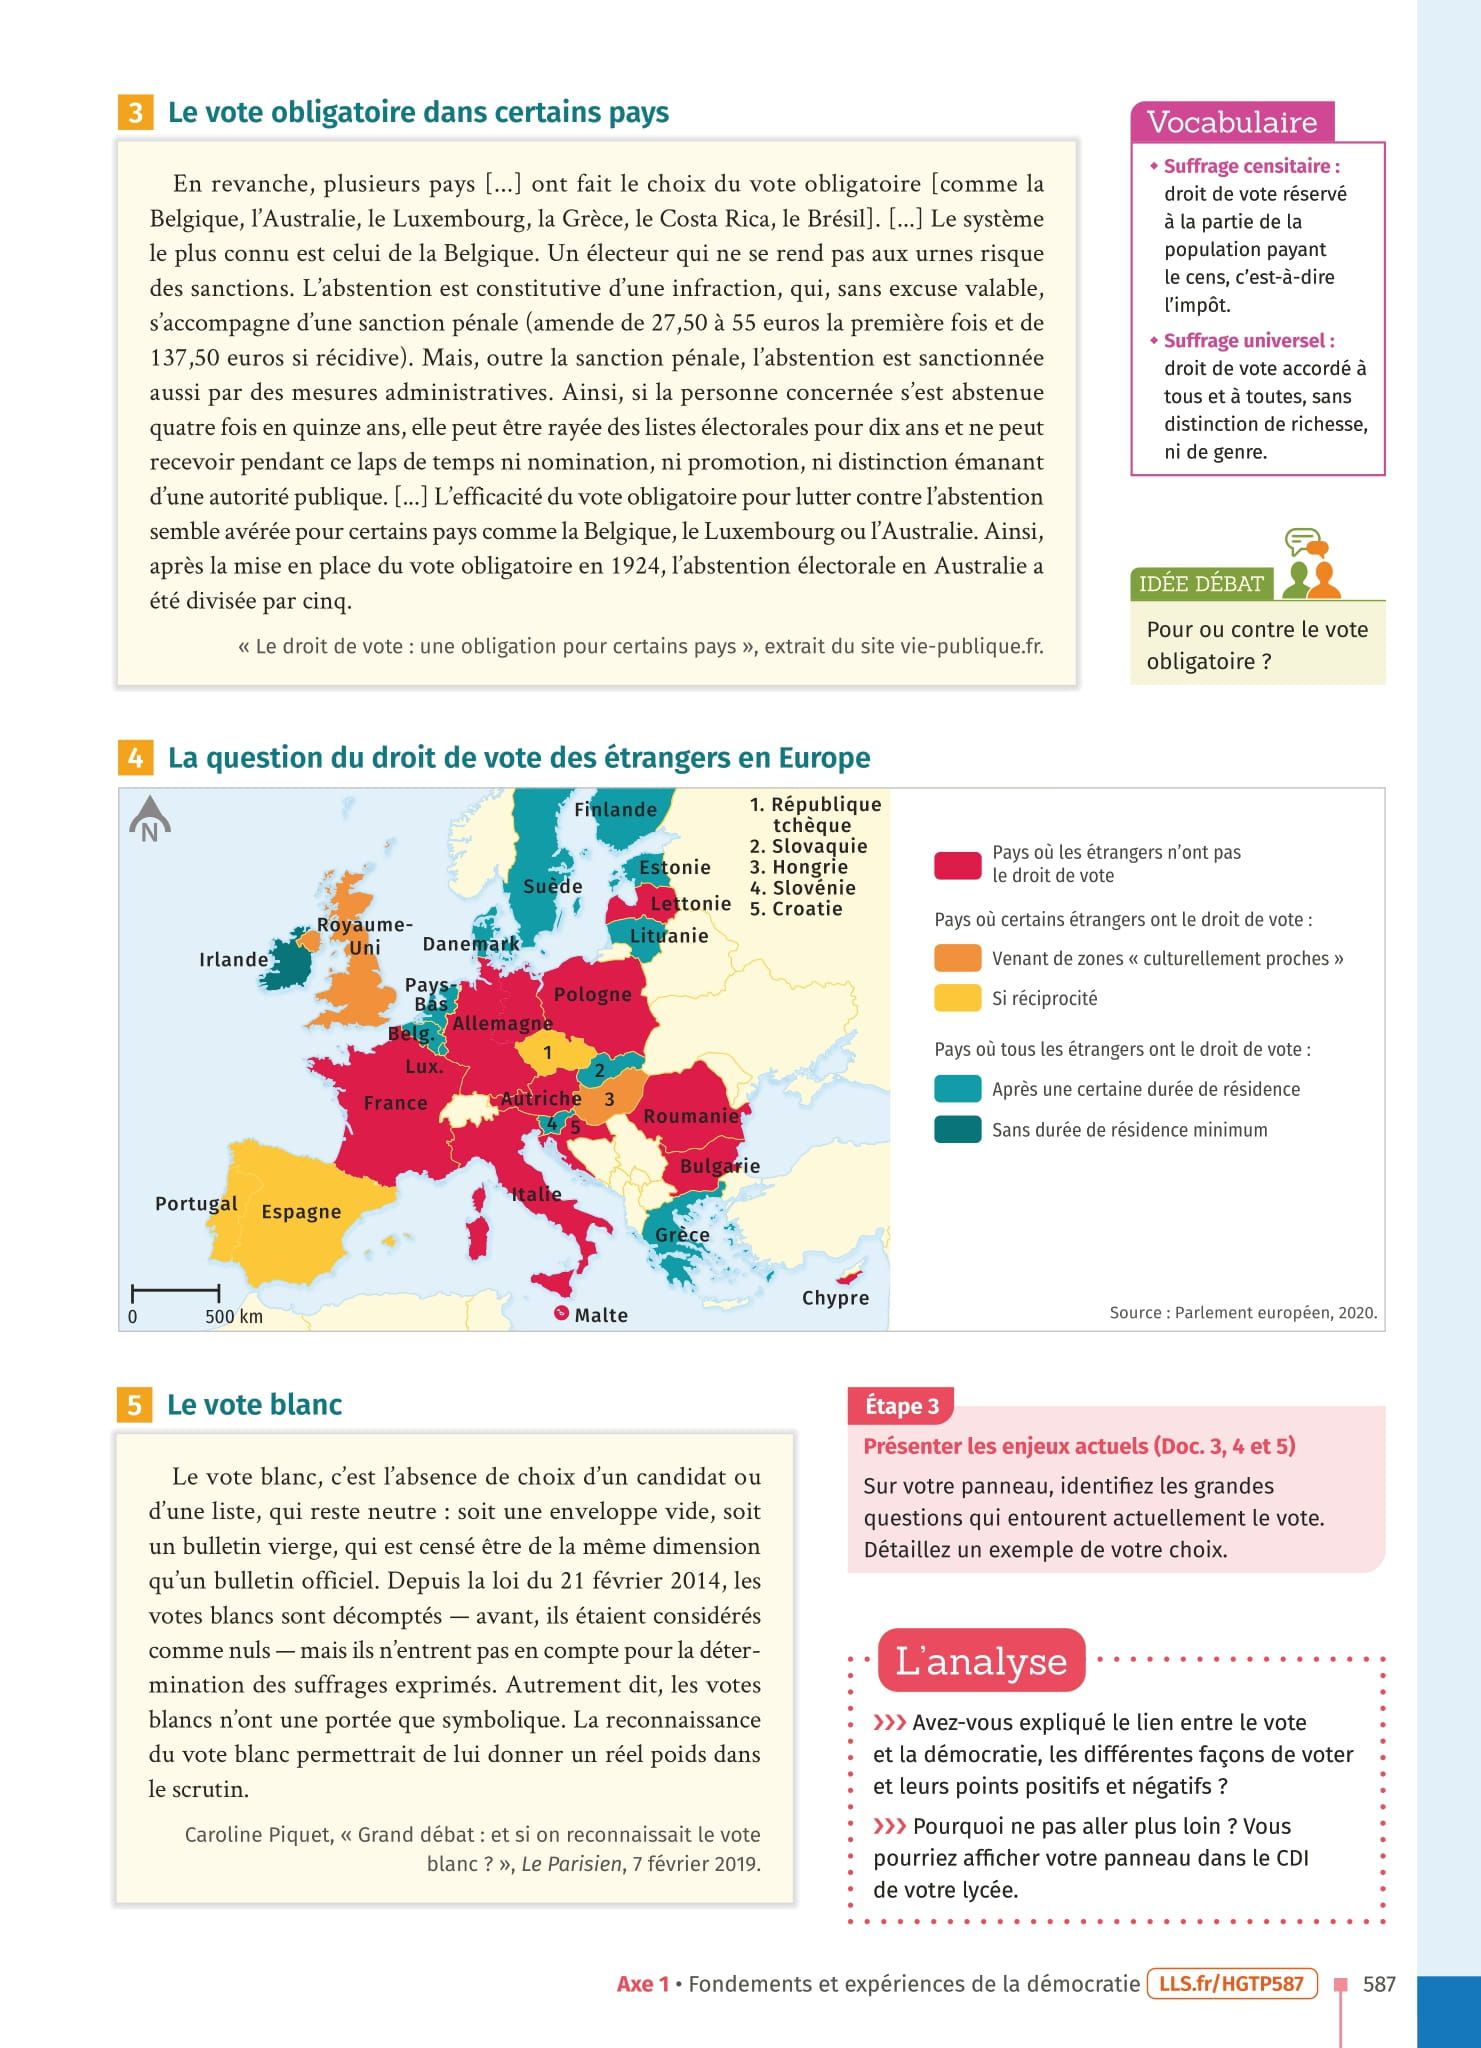 3 Le vote obligatoire dans certains pays
En revanche, plusieurs pays [...] ont fait le choix du vote obligatoire [comme la
Belgique, l’Australie, le Luxembourg, la Grèce, le Costa Rica, le Brésil]. [...] Le système
le plus connu est celui de la Belgique. Un électeur qui ne se rend pas aux urnes risque
des sanctions. L’abstention est constitutive d’une infraction, qui, sans excuse valable,
s’accompagne d’une sanction pénale (amende de 27,50 à 55 euros la première fois et de
137,50 euros si récidive). Mais, outre la sanction pénale, l’abstention est sanctionnée
aussi par des mesures administratives. Ainsi, si la personne concernée s’est abstenue
quatre fois en quinze ans, elle peut être rayée des listes électorales pour dix ans et ne peut
recevoir pendant ce laps de temps ni nomination, ni promotion, ni distinction émanant
d’une autorité publique. [...] L’efficacité du vote obligatoire pour lutter contre l’abstention
semble avérée pour certains pays comme la Belgique, le Luxembourg ou l’Australie. Ainsi,
après la mise en place du vote obligatoire en 1924, l’abstention électorale en Australie a
été divisée par cinq.
« Le droit de vote : une obligation pour certains pays », extrait du site vie-publique.fr.
Vocabulaire
• Suffrage censitaire :
droit de vote réservé
à la partie de la
population payant
le cens, c’est-à-dire
l’impôt.
• Suffrage universel :
droit de vote accordé à
tous et à toutes, sans
distinction de richesse,
ni de genre.
IDÉE DÉBAT
Pour ou contre le vote
obligatoire ?
4 La question du droit de vote des étrangers en Europe
N
Finlande
Suède
Estonie
Lettonie
Lituanie
Danemark
Royaume-
Uni
Irlande
Pays-
Bas
Belg.
Lux.
Allemagne
Pologne
1
2
3
4
5
Autriche
France
Roumanie
Bulgarie
Italie
Portugal
Espagne
Grèce
Chypre
Malte
0 500 km
1. République
tchèque
2. Slovaquie
3. Hongrie
4. Slovénie
5. Croatie
Pays où les étrangers n’ont pas
le droit de vote
Pays où certains étrangers ont le droit de vote :
Venant de zones « culturellement proches »
Si réciprocité
Pays où tous les étrangers ont le droit de vote :
Après une certaine durée de résidence
Sans durée de résidence minimum
Source : Parlement européen, 2020.
5 Le vote blanc
Le vote blanc, c’est l’absence de choix d’un candidat ou
d’une liste, qui reste neutre : soit une enveloppe vide, soit
un bulletin vierge, qui est censé être de la même dimension
qu’un bulletin officiel. Depuis la loi du 21 février 2014, les
votes blancs sont décomptés — avant, ils étaient considérés
comme nuls — mais ils n’entrent pas en compte pour la déter-
mination des suffrages exprimés. Autrement dit, les votes
blancs n’ont une portée que symbolique. La reconnaissance
du vote blanc permettrait de lui donner un réel poids dans
le scrutin.
Caroline Piquet, « Grand débat : et si on reconnaissait le vote
blanc ? », Le Parisien, 7 février 2019.
Étape 3
Présenter les enjeux actuels (Doc. 3, 4 et 5)
Sur votre panneau, identifiez les grandes
questions qui entourent actuellement le vote.
Détaillez un exemple de votre choix.
L’analyse
»› Avez-vous expliqué le lien entre le vote
et la démocratie, les différentes façons de voter
et leurs points positifs et négatifs ?
»› Pourquoi ne pas aller plus loin ? Vous
pourriez afficher votre panneau dans le CDI
de votre lycée.
Axe 1 • Fondements et expériences de la démocratie LLS.fr/HGTP587 587